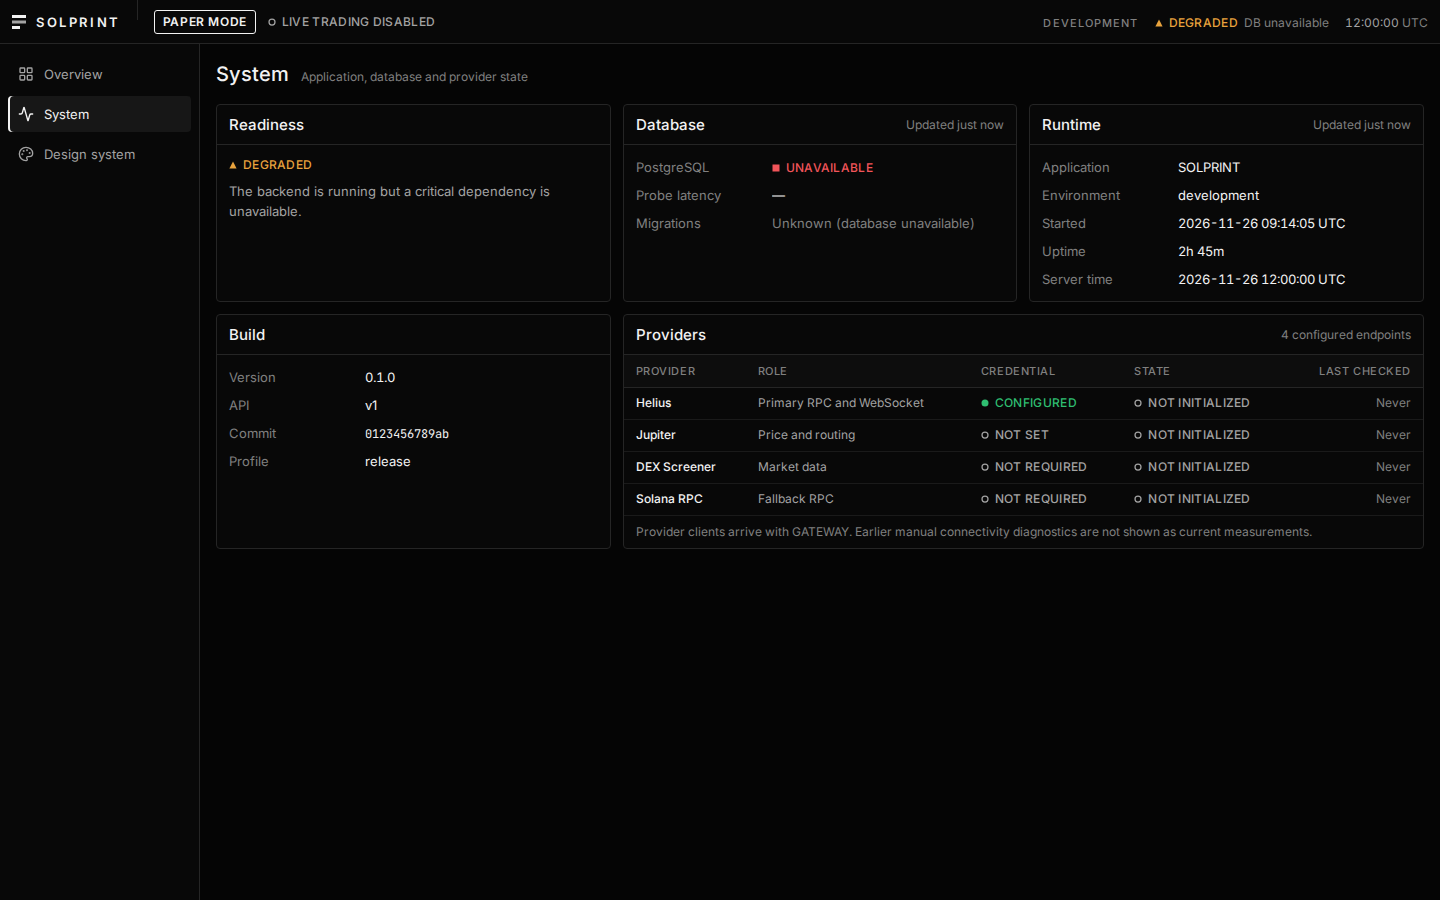 SOLPRINT
PAPER MODE
LIVE TRADING DISABLED
DEVELOPMENT
DEGRADED DB unavailable
12:00:00 UTC
Overview
System
Design system
System
Application, database and provider state
Readiness
DEGRADED
The backend is running but a critical dependency is
unavailable.
Database
Updated just now
PostgreSQL UNAVAILABLE
Probe latency —
Migrations Unknown (database unavailable)
Runtime
Updated just now
Application SOLPRINT
Environment development
Started 2026-11-26 09:14:05 UTC
Uptime 2h 45m
Server time 2026-11-26 12:00:00 UTC
Build
Version 0.1.0
API v1
Commit 0123456789ab
Profile release
Providers
4 configured endpoints
PROVIDER ROLE CREDENTIAL STATE LAST CHECKED
Helius Primary RPC and WebSocket CONFIGURED NOT INITIALIZED Never
Jupiter Price and routing NOT SET NOT INITIALIZED Never
DEX Screener Market data NOT REQUIRED NOT INITIALIZED Never
Solana RPC Fallback RPC NOT REQUIRED NOT INITIALIZED Never
Provider clients arrive with GATEWAY. Earlier manual connectivity diagnostics are not shown as current measurements.